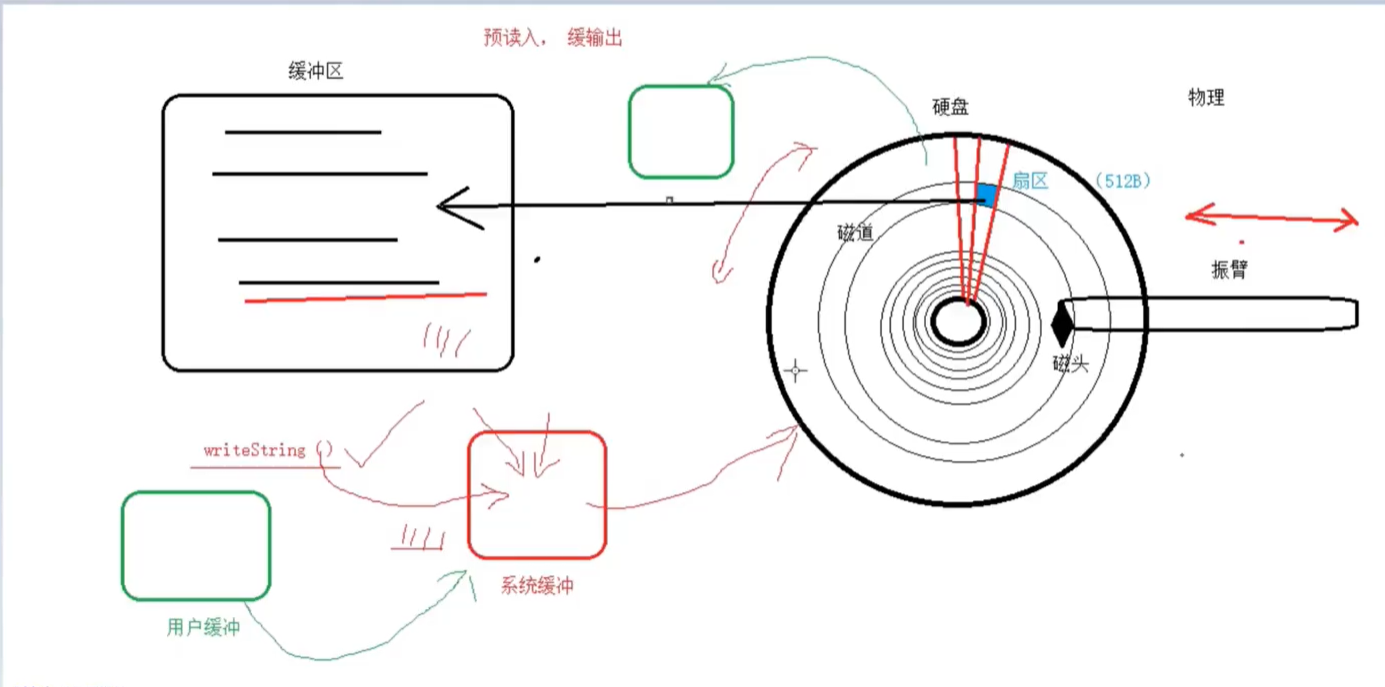 预读入， 缓输出
缓冲区
硬盘
物理
扇区 （512B）
磁道
振臂
磁头
writeString（）
系统缓冲
用户缓冲